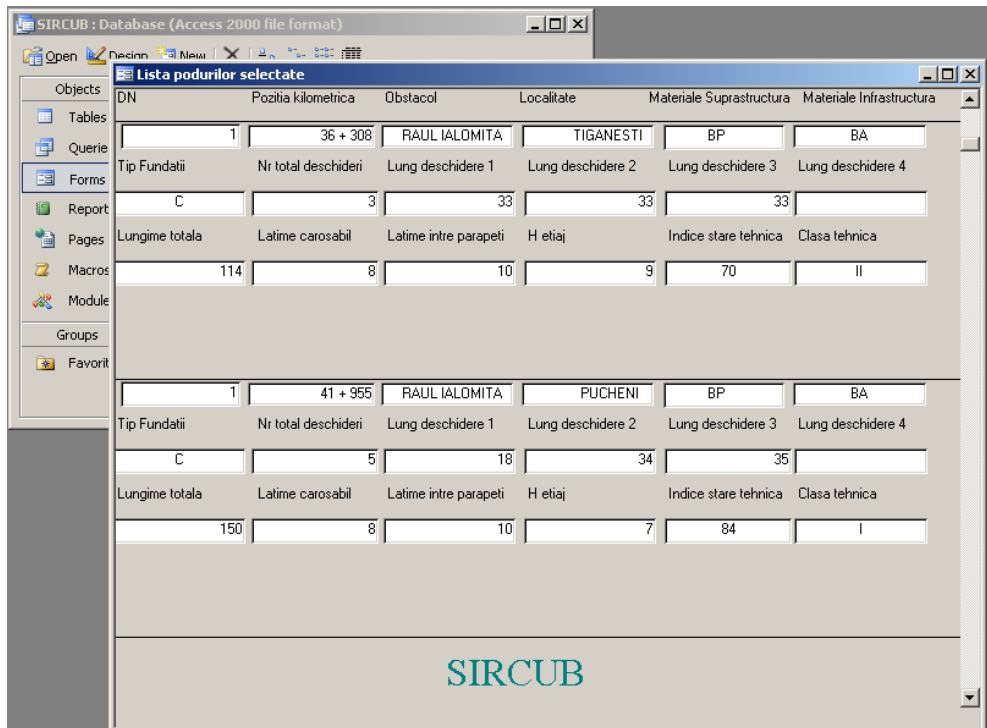 SIRCUB : Database (Access 2000 file format)
Open Design New
Objects
Tables
Querie
Forms
Report
Pages
Macros
Module
Groups
Favorit
Lista podurilor selectate
DN Pozitia kilometrica Obstacol Localitate Materiale Suprastructura Materiale Infrastructura
1 36 + 308 RAUL IALOMITA TIGANESTI BP BA
Tip Fundatii Nr total deschideri Lung deschidere 1 Lung deschidere 2 Lung deschidere 3 Lung deschidere 4
C 3 33 33 33
Lungime totala Latime carosabil Latime intre parapeti H etiaj Indice stare tehnica Clasa tehnica
114 8 10 9 70 II
1 41 + 955 RAUL IALOMITA PUCHENI BP BA
Tip Fundatii Nr total deschideri Lung deschidere 1 Lung deschidere 2 Lung deschidere 3 Lung deschidere 4
C 5 18 34 35
Lungime totala Latime carosabil Latime intre parapeti H etiaj Indice stare tehnica Clasa tehnica
150 8 10 7 84 I
SIRCUB